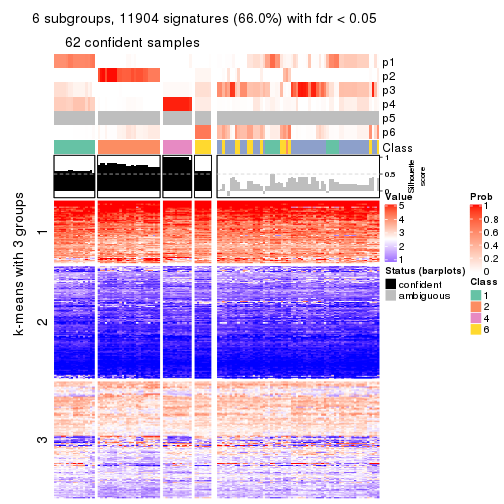 6 subgroups, 11904 signatures (66.0%) with fdr < 0.05
62 confident samples
p1
p2
p3
p4
p5
p6
Class
1
0.5
0
Silhouette
score
k-means with 3 groups
1
2
3
Value
5
4
3
2
1
Status (barplots)
confident
ambiguous
Prob
1
0.8
0.6
0.4
0.2
0
Class
1
2
4
6